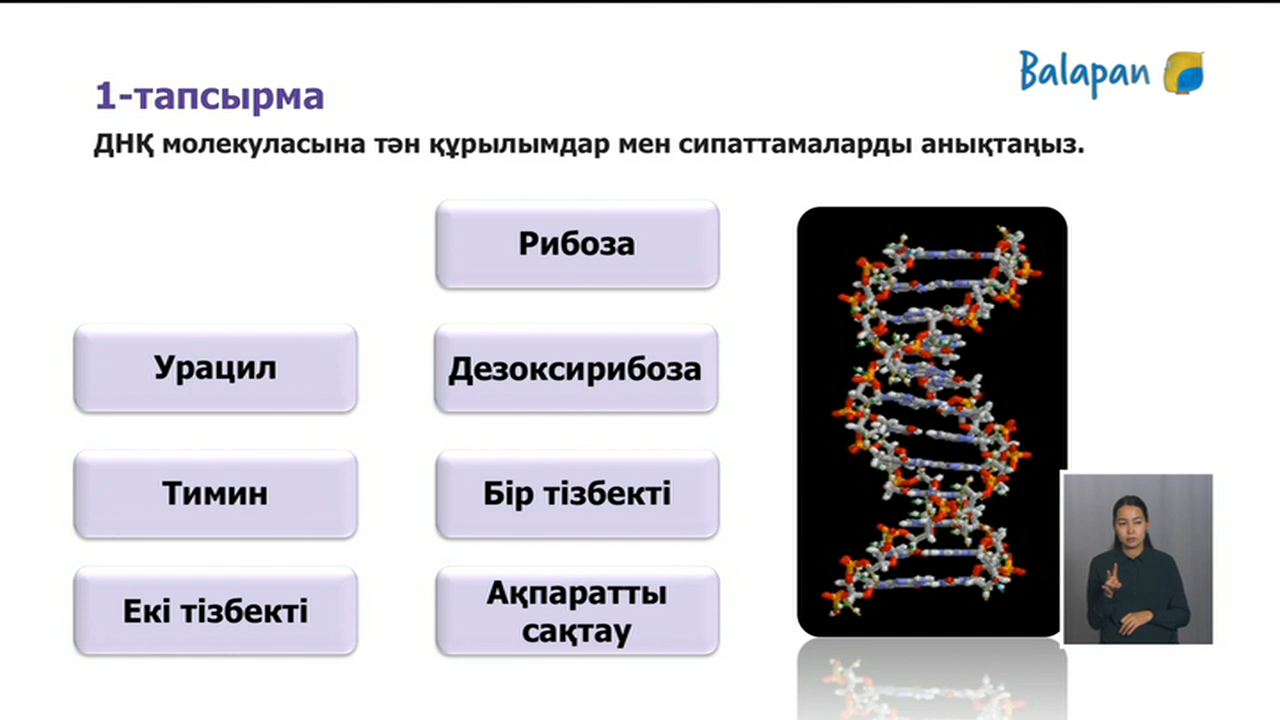 Balapan
1-тапсырма
ДНҚ молекуласына тән құрылымдар мен сипаттамаларды анықтаңыз.
Рибоза
Урацил
Дезоксирибоза
Тимин
Бір тізбекті
Екі тізбекті
Ақпаратты
сақтау